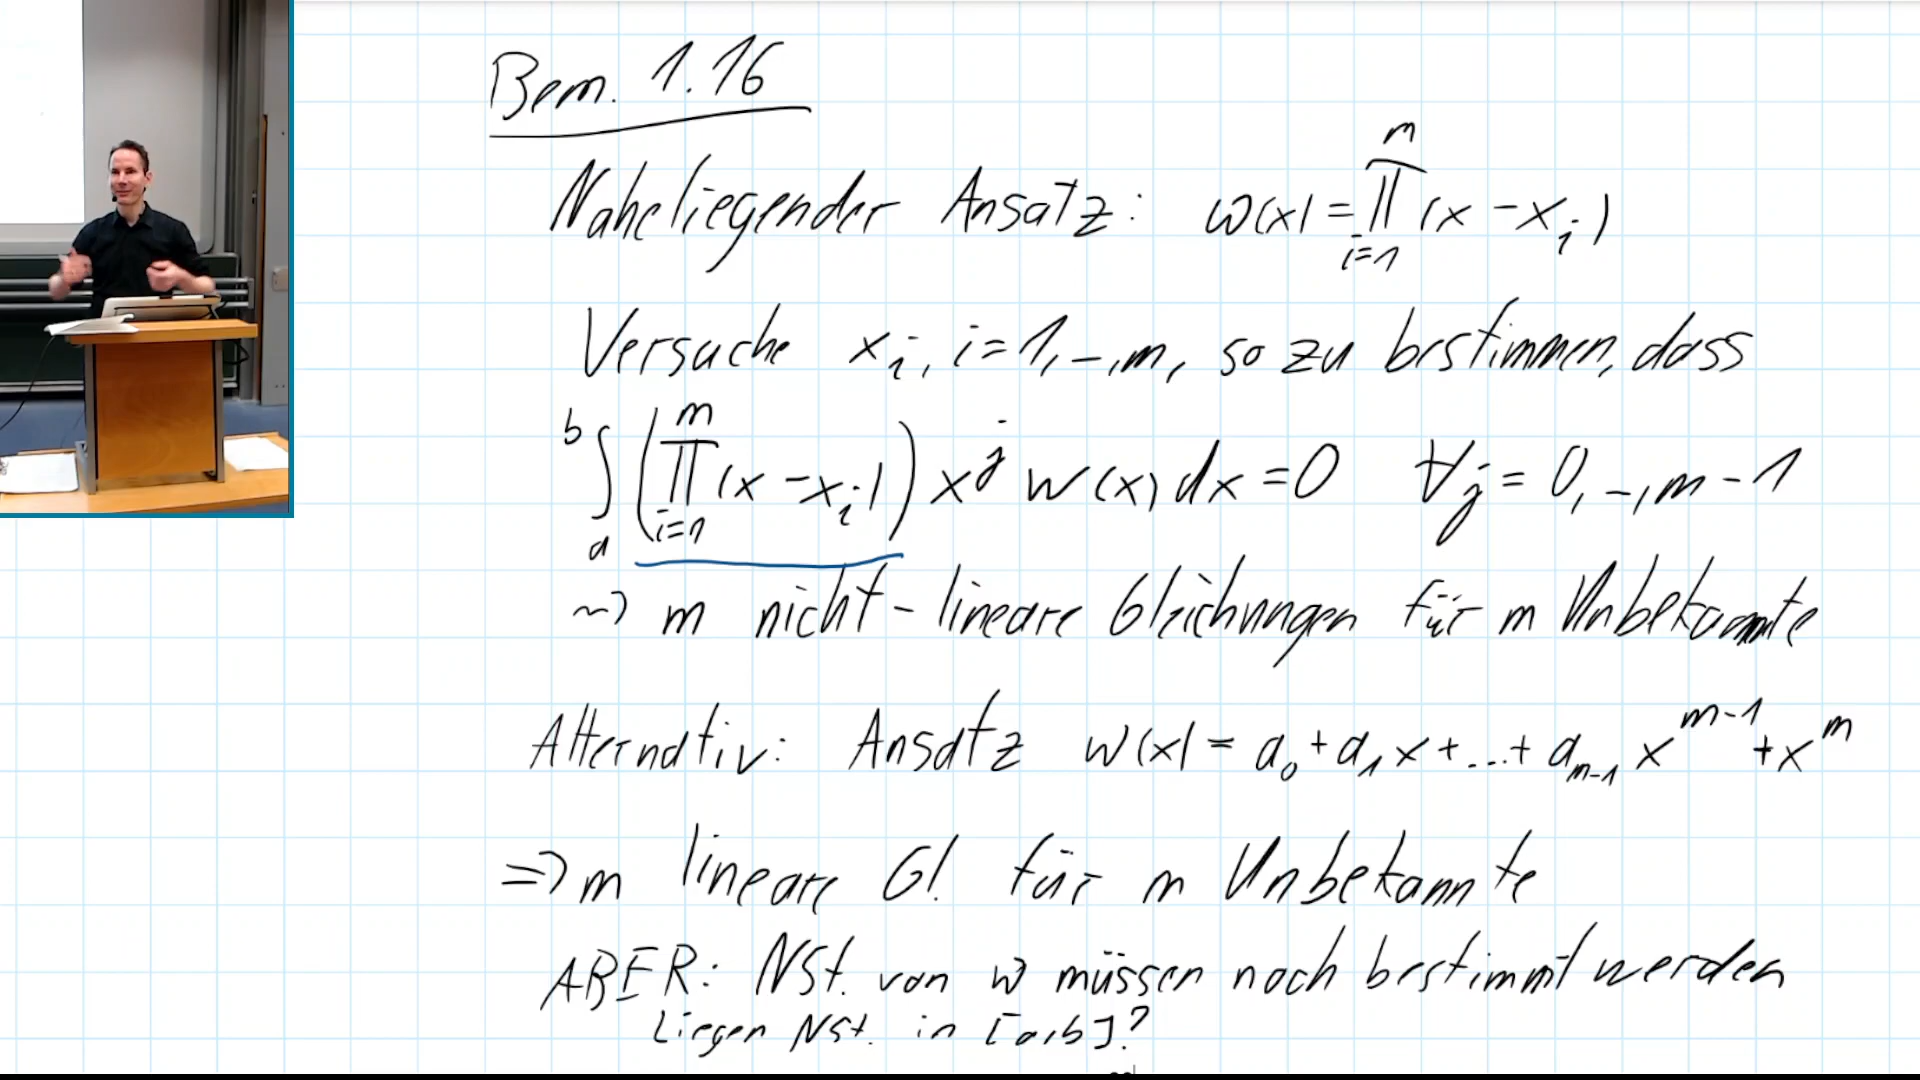 Bem. 1.16
Naheliegender Ansatz: w(x) = ∏_{i=1}^{m} (x - x_i)
Versuche x_i, i=1,-,m, so zu bestimmen, dass
∫_a^b (∏_{i=1}^{m} (x - x_i)) x^j w(x) dx = 0 ∀ j = 0,-,m-1
~> m nicht-lineare Gleichungen für m Unbekannte
Alternativ: Ansatz w(x) = a_0 + a_1 x + ... + a_{m-1} x^{m-1} + x^m
=> m lineare Gl. für m Unbekannte
ABER: NSt. von w müssen noch bestimmt werden
Liegen NSt. in [a,b]?